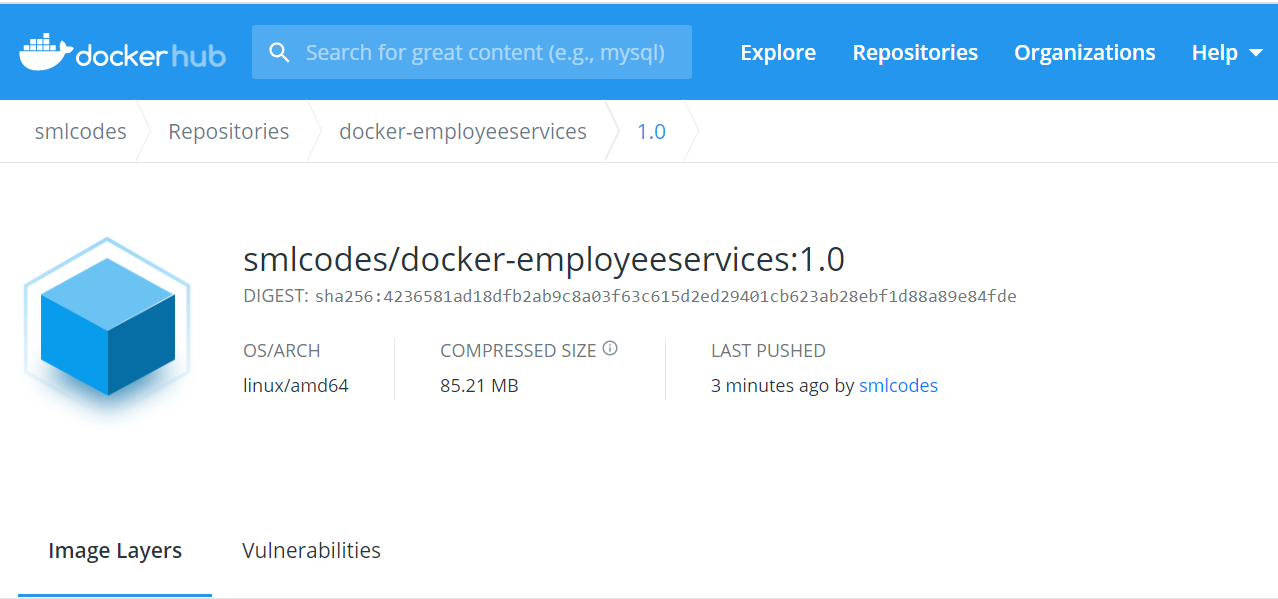 dockerhub Search for great content (e.g., mysql) Explore Repositories Organizations Help
smlcodes Repositories docker-employeeservices 1.0
smlcodes/docker-employeeservices:1.0
DIGEST: sha256:4236581ad18dfb2ab9c8a03f63c615d2ed29401cb623ab28ebf1d88a89e84fde
OS/ARCH COMPRESSED SIZE LAST PUSHED
linux/amd64 85.21 MB 3 minutes ago by smlcodes
Image Layers Vulnerabilities